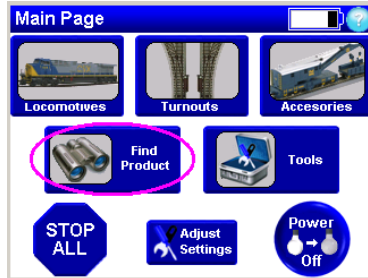 Main Page
?
Locomotives
Turnouts
Accesories
Find
Product
Tools
STOP
ALL
Adjust
Settings
Power
Off